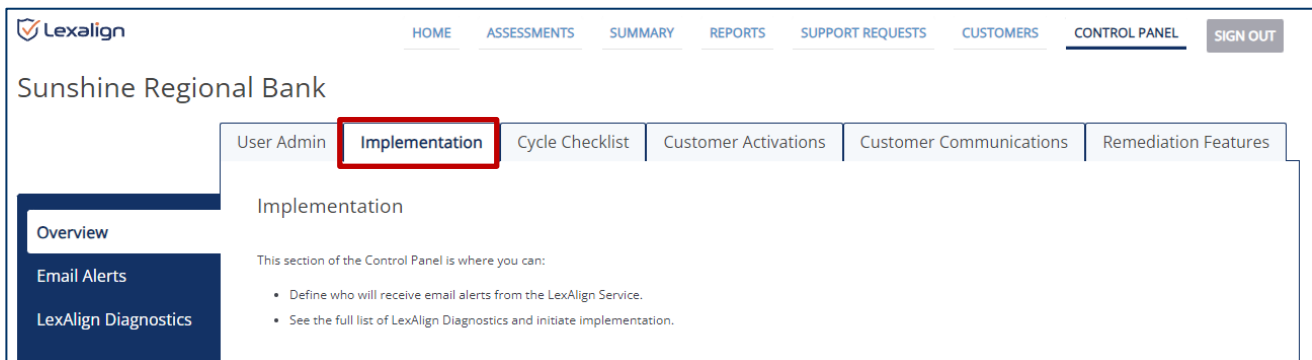 Lexalign
HOME ASSESSMENTS SUMMARY REPORTS SUPPORT REQUESTS CUSTOMERS CONTROL PANEL SIGN OUT
Sunshine Regional Bank
User Admin Implementation Cycle Checklist Customer Activations Customer Communications Remediation Features
Overview
Email Alerts
LexAlign Diagnostics
Implementation
This section of the Control Panel is where you can:
• Define who will receive email alerts from the LexAlign Service.
• See the full list of LexAlign Diagnostics and initiate implementation.